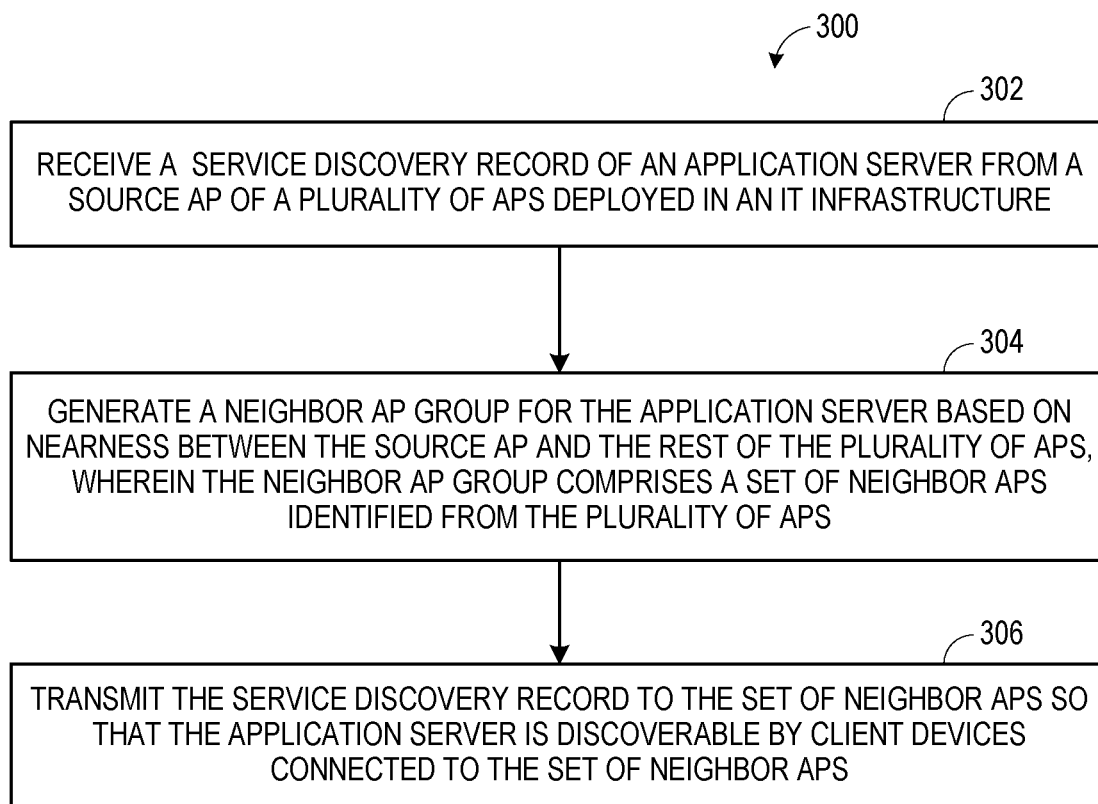 300
302
RECEIVE A SERVICE DISCOVERY RECORD OF AN APPLICATION SERVER FROM A
SOURCE AP OF A PLURALITY OF APS DEPLOYED IN AN IT INFRASTRUCTURE
304
GENERATE A NEIGHBOR AP GROUP FOR THE APPLICATION SERVER BASED ON
NEARNESS BETWEEN THE SOURCE AP AND THE REST OF THE PLURALITY OF APS,
WHEREIN THE NEIGHBOR AP GROUP COMPRISES A SET OF NEIGHBOR APS
IDENTIFIED FROM THE PLURALITY OF APS
306
TRANSMIT THE SERVICE DISCOVERY RECORD TO THE SET OF NEIGHBOR APS SO
THAT THE APPLICATION SERVER IS DISCOVERABLE BY CLIENT DEVICES
CONNECTED TO THE SET OF NEIGHBOR APS